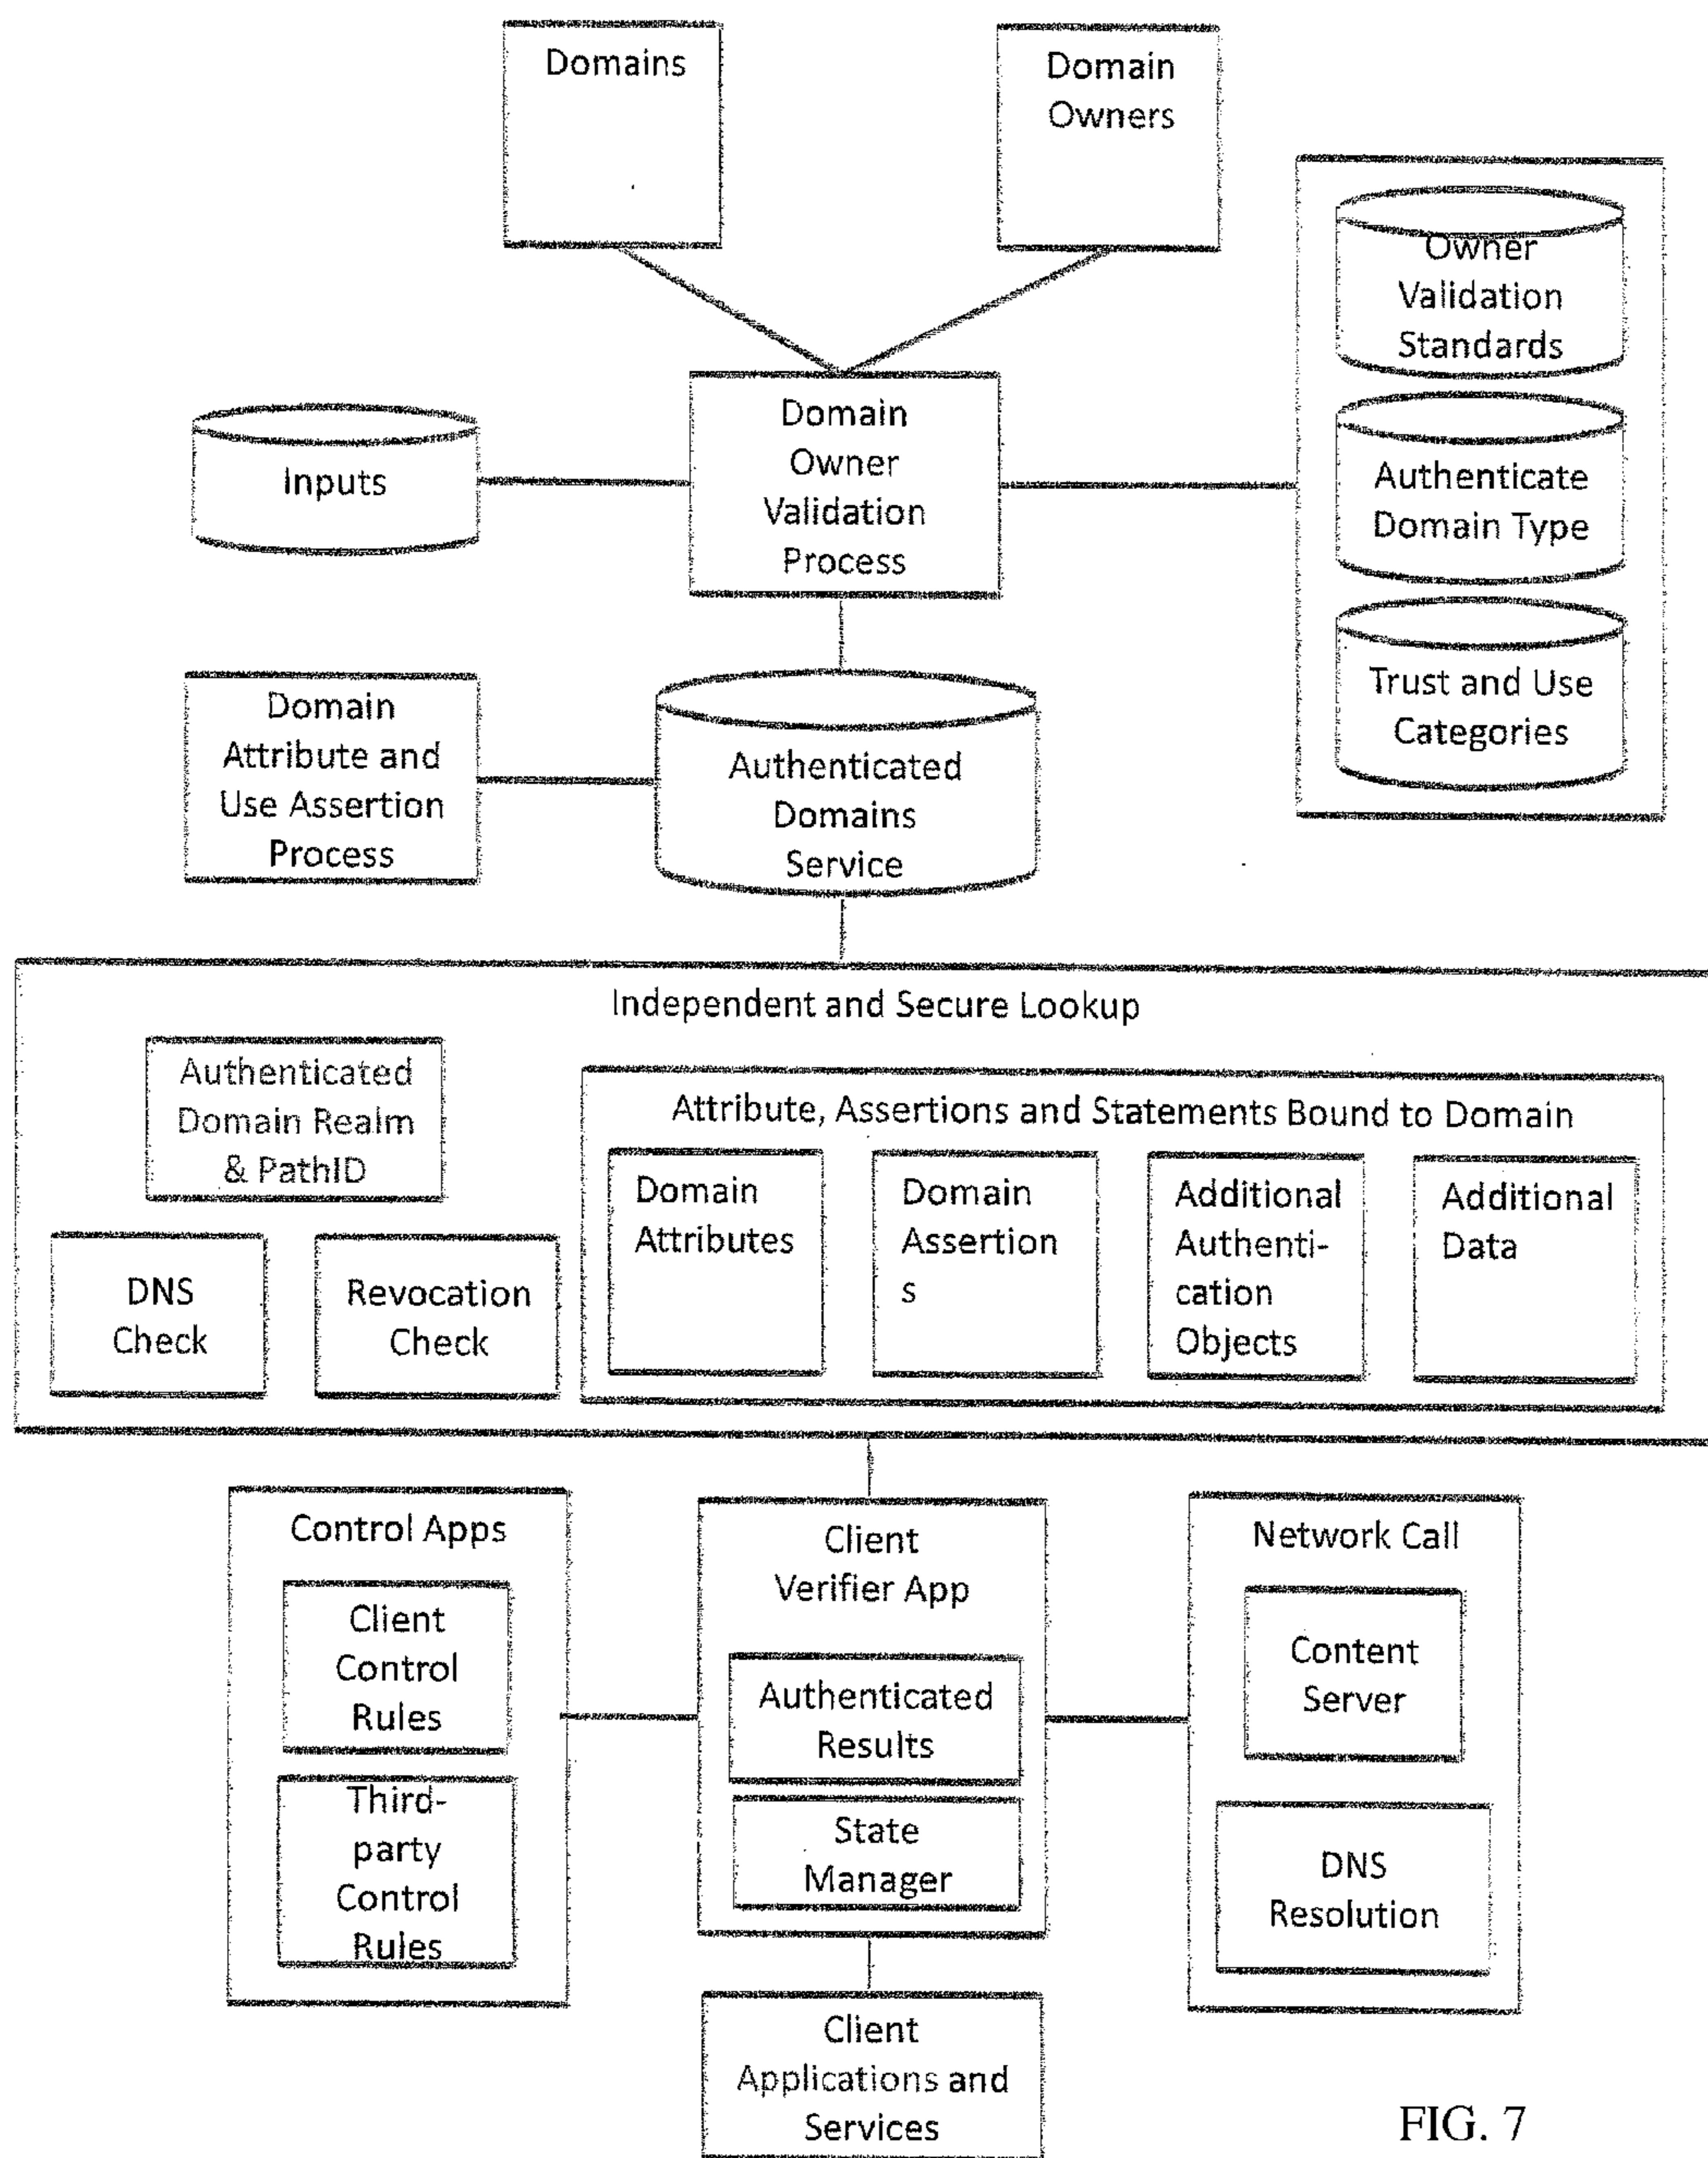 Domains
Domain
Owners
Owner
Validation
Standards
Authenticate
Domain Type
Trust and Use
Categories
Inputs
Domain
Owner
Validation
Process
Domain
Attribute and
Use Assertion
Process
Authenticated
Domains
Service
Independent and Secure Lookup
Authenticated
Domain Realm
& PathID
DNS
Check
Revocation
Check
Attribute, Assertions and Statements Bound to Domain
Domain
Attributes
Domain
Assertion
s
Additional
Authenti-
cation
Objects
Additional
Data
Control Apps
Client
Control
Rules
Third-
party
Control
Rules
Client
Verifier App
Authenticated
Results
State
Manager
Network Call
Content
Server
DNS
Resolution
Client
Applications and
Services
FIG. 7